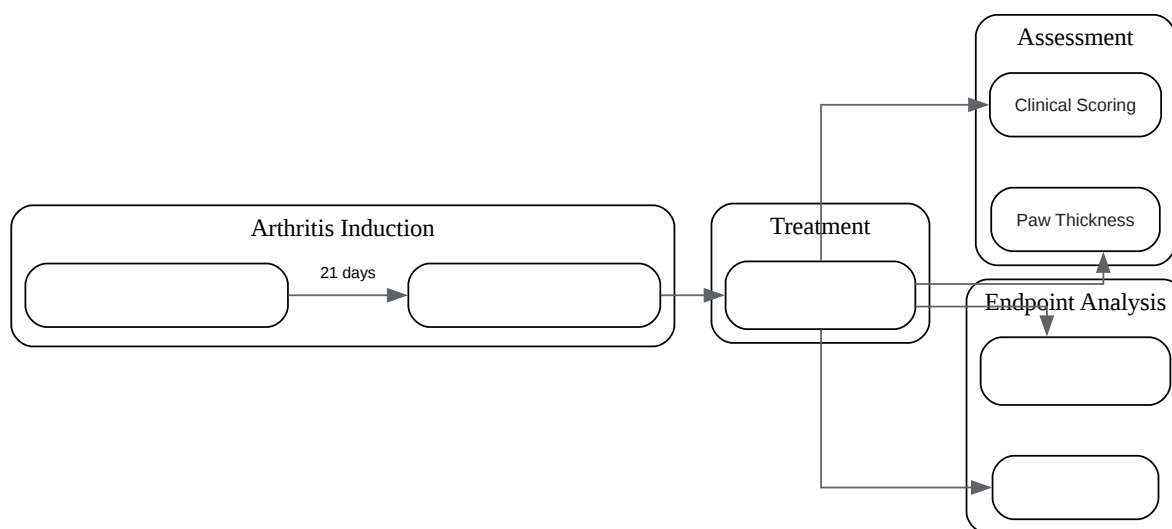 Assessment
Clinical Scoring
Paw Thickness
Arthritis Induction
21 days
Treatment
Endpoint Analysis